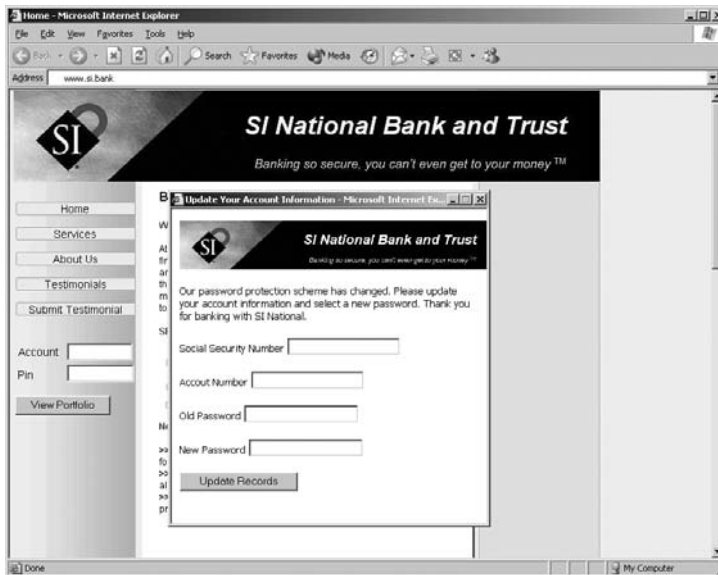 Home - Microsoft Internet Explorer
File Edit View Favorites Tools Help
Back Search Favorites Media
Address www.si.bank
SI
SI National Bank and Trust
Banking so secure, you can't even get to your money TM
Home
Services
About Us
Testimonials
Submit Testimonial
Account
Pin
View Portfolio
Update Your Account Information - Microsoft Internet Ex...
SI
SI National Bank and Trust
Banking so secure, you can't even get to your money TM
Our password protection scheme has changed. Please update
your account information and select a new password. Thank you
for banking with SI National.
Social Security Number
Accout Number
Old Password
New Password
Update Records
Done
My Computer